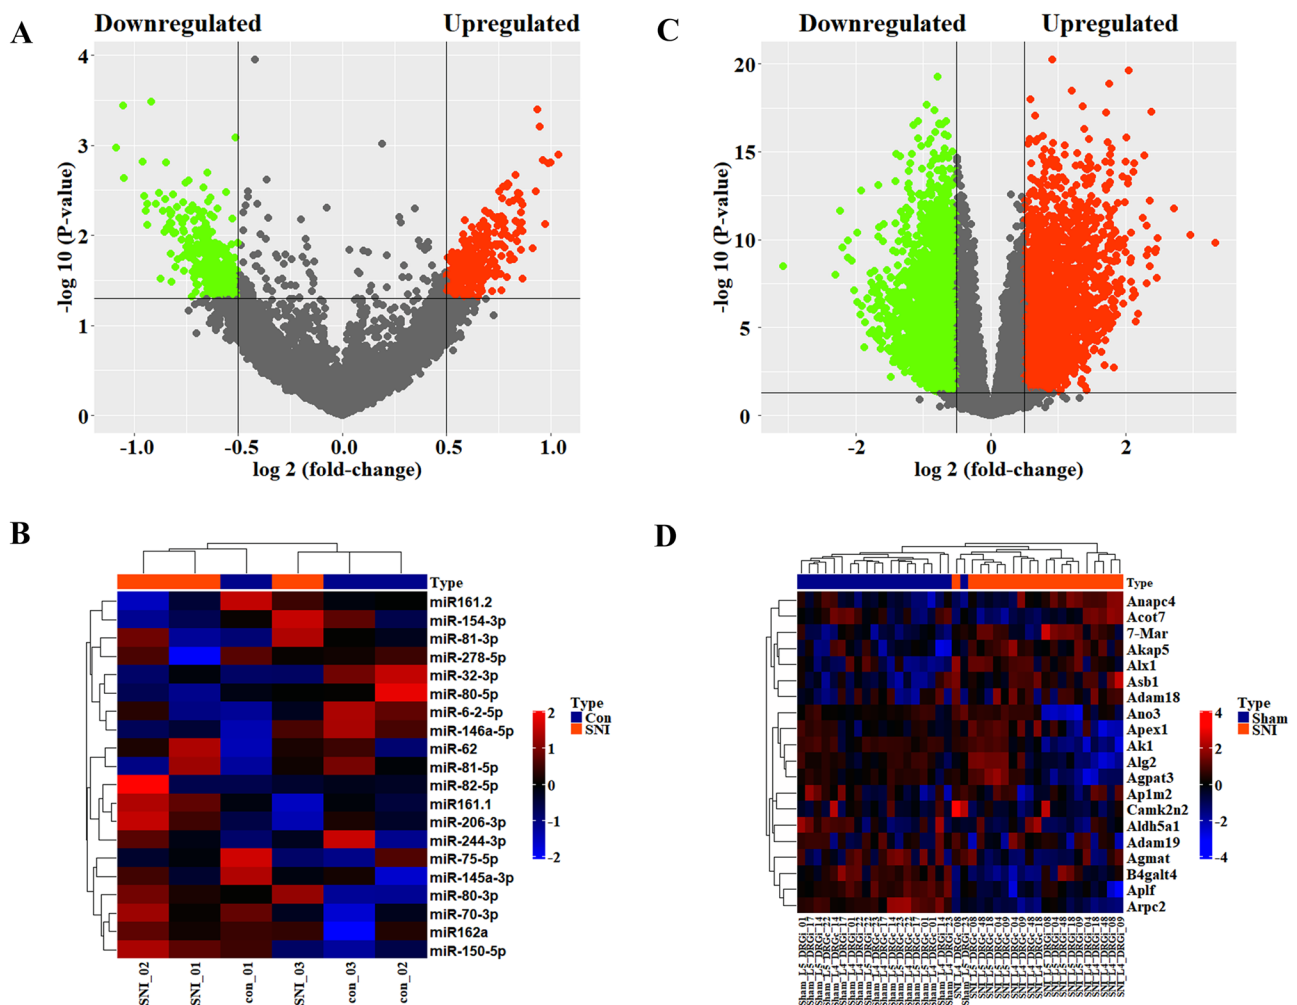 A
Downregulated
Upregulated
4
3
2
1
0
-log 10 (P-value)
-1.0
-0.5
0.0
0.5
1.0
log 2 (fold-change)
C
Downregulated
Upregulated
20
15
10
5
0
-log 10 (P-value)
-2
0
2
log 2 (fold-change)
B
Type
miR161.2
miR-154-3p
miR-81-3p
miR-278-5p
miR-32-3p
miR-80-5p
miR-6-2-5p
miR-146a-5p
miR-62
miR-81-5p
miR-82-5p
miR161.1
miR-206-3p
miR-244-3p
miR-75-5p
miR-145a-3p
miR-80-3p
miR-70-3p
miR162a
miR-150-5p
SNI_02
SNI_01
con_01
SNI_03
con_03
con_02
Type
Con
SNI
2
1
0
-1
-2
D
Type
Anapc4
Acot7
7-Mar
Akap5
Alx1
Asb1
Adam18
Ano3
Apex1
Ak1
Alg2
Agpat3
Ap1m2
Camk2n2
Aldh5a1
Adam19
Agmat
B4galt4
Aplf
Arpc2
Type
Sham
SNI
4
2
0
-2
-4